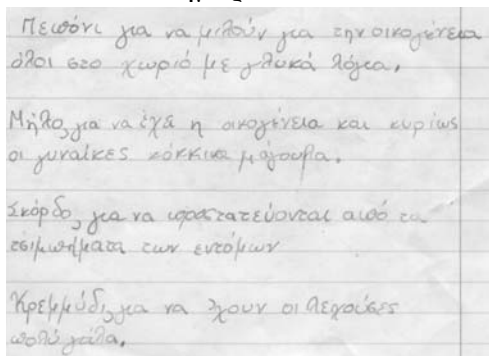 Πεπόνι για να μιλούν για την οικογένεια
όλοι στο χωριό με γλυκά λόγια.
Μήλο, για να έχει η οικογένεια και κυρίως
οι γυναίκες κόκκινα μάγουλα.
Σκόρδο, για να προστατεύονται από τα
τσιμπήματα των εντόμων
Κρεμμύδι, για να έχουν οι λεχούσες
πολύ γάλα.